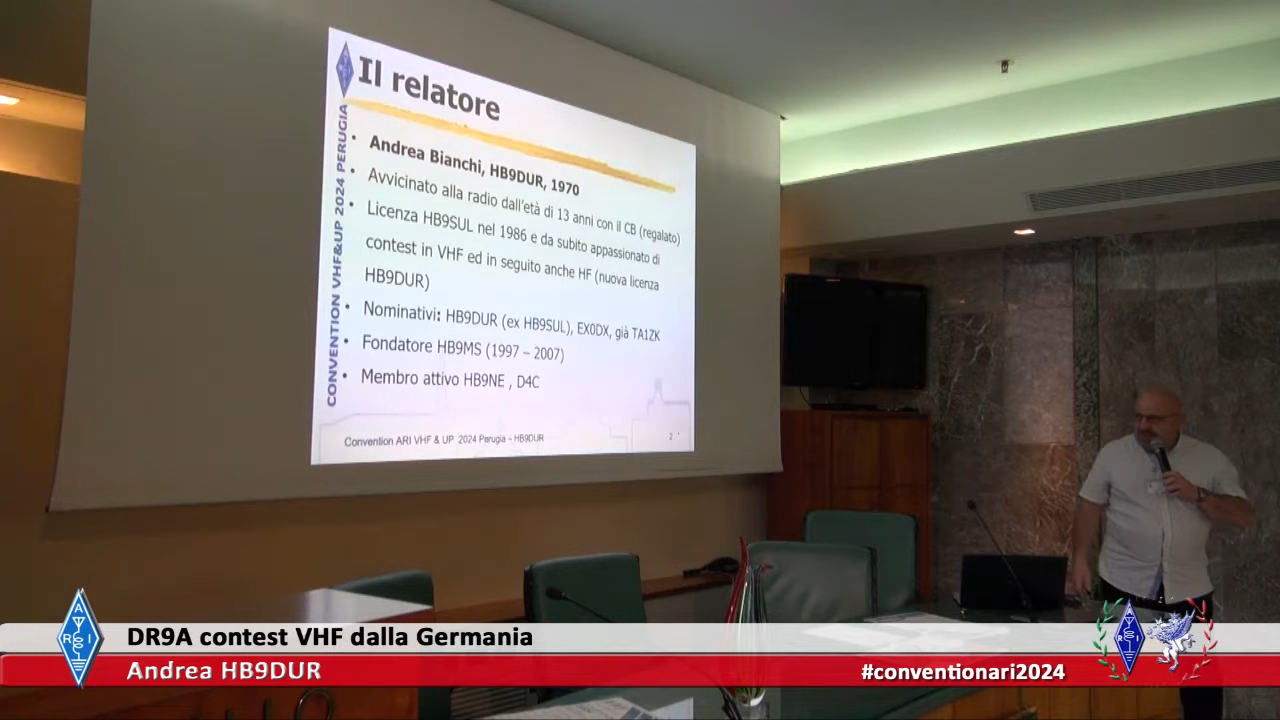 Il relatore
CONVENTION VHF&UP 2024 PERUGIA
• Andrea Bianchi, HB9DUR, 1970
• Avvicinato alla radio dall'età di 13 anni con il CB (regalato)
• Licenza HB9SUL nel 1986 e da subito appassionato di
contest in VHF ed in seguito anche HF (nuova licenza
HB9DUR)
• Nominativi: HB9DUR (ex HB9SUL), EX0DX, già TA1ZK
• Fondatore HB9MS (1997 – 2007)
• Membro attivo HB9NE , D4C
Convention ARI VHF & UP 2024 Perugia – HB9DUR
2
A
R I
DR9A contest VHF dalla Germania
Andrea HB9DUR
#conventionari2024